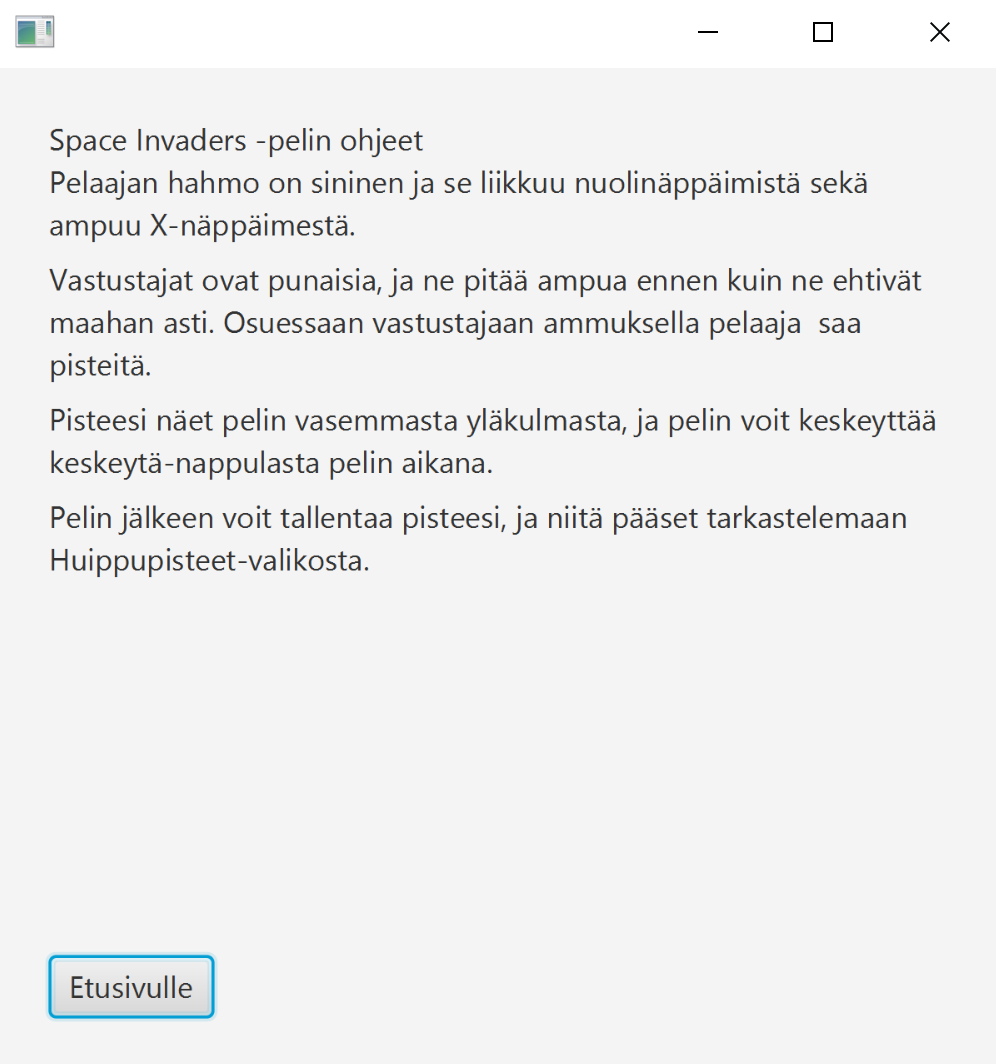 Space Invaders -pelin ohjeet
Pelaajan hahmo on sininen ja se liikkuu nuolinäppäimistä sekä
ampuu X-näppäimestä.
Vastustajat ovat punaisia, ja ne pitää ampua ennen kuin ne ehtivät
maahan asti. Osuessaan vastustajaan ammuksella pelaaja  saa
pisteitä.
Pisteesi näet pelin vasemmasta yläkulmasta, ja pelin voit keskeyttää
keskeytä-nappulasta pelin aikana.
Pelin jälkeen voit tallentaa pisteesi, ja niitä pääset tarkastelemaan
Huippupisteet-valikosta.
Etusivulle